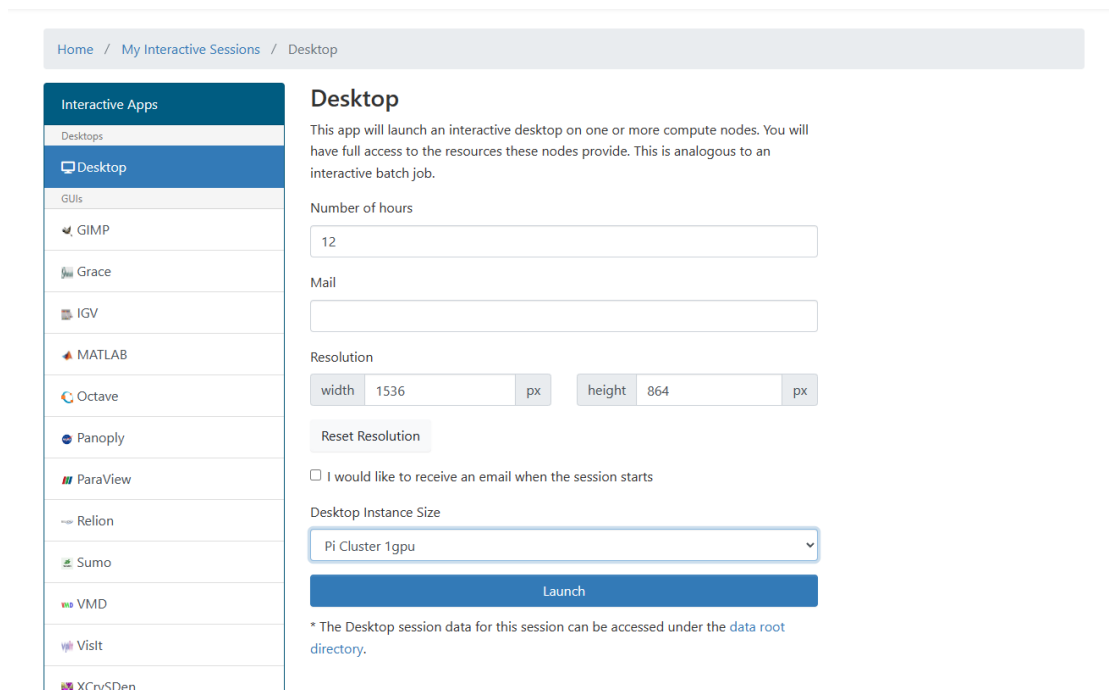 Home / My Interactive Sessions / Desktop
Interactive Apps
Desktops
Desktop
GUIs
GIMP
Grace
IGV
MATLAB
Octave
Panoply
ParaView
Relion
Sumo
VMD
VisIt
XCrySDen
Desktop
This app will launch an interactive desktop on one or more compute nodes. You will
have full access to the resources these nodes provide. This is analogous to an
interactive batch job.
Number of hours
12
Mail
Resolution
width 1536 px height 864 px
Reset Resolution
I would like to receive an email when the session starts
Desktop Instance Size
Pi Cluster 1gpu
Launch
* The Desktop session data for this session can be accessed under the data root
directory.